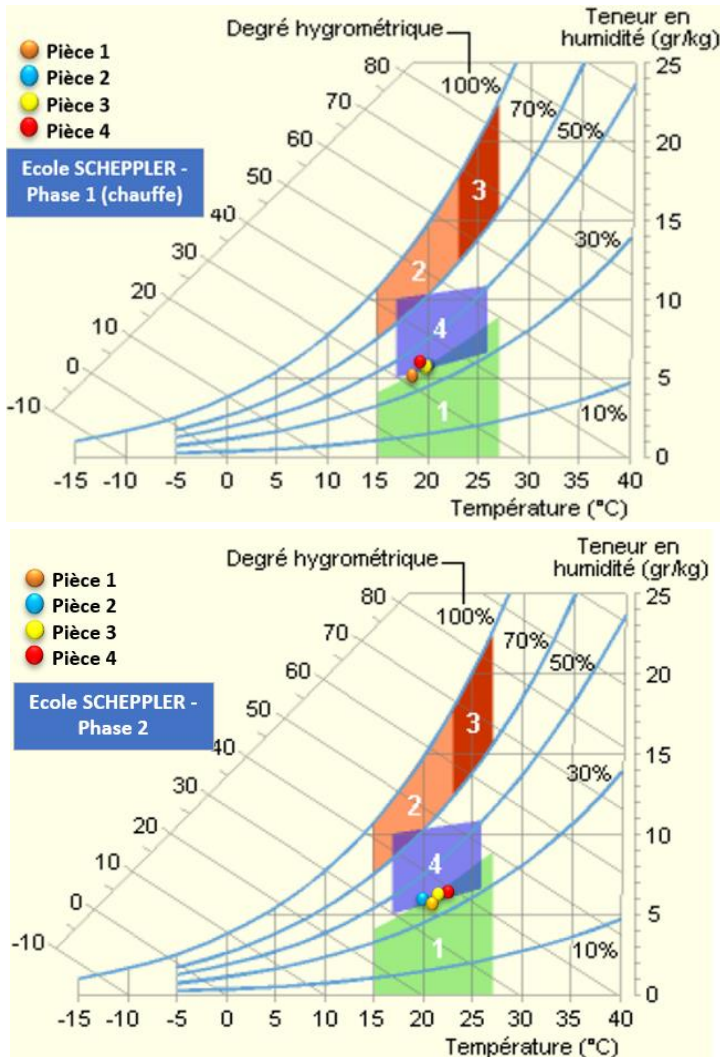 Degré hygrométrique
Teneur en
humidité (gr/kg)
Pièce 1
Pièce 2
Pièce 3
Pièce 4
Ecole SCHEPPLER -
Phase 1 (chauffe)
80
70
60
50
40
30
20
10
0
-10
100%
70%
50%
30%
10%
25
20
15
10
5
0
3
2
4
1
-15 -10 -5 0 5 10 15 20 25 30 35 40
Température (°C)
Degré hygrométrique
Teneur en
humidité (gr/kg)
Pièce 1
Pièce 2
Pièce 3
Pièce 4
Ecole SCHEPPLER -
Phase 2
80
70
60
50
40
30
20
10
0
-10
100%
70%
50%
30%
10%
25
20
15
10
5
0
3
2
4
1
-15 -10 -5 0 5 10 15 20 25 30 35 40
Température (°C)